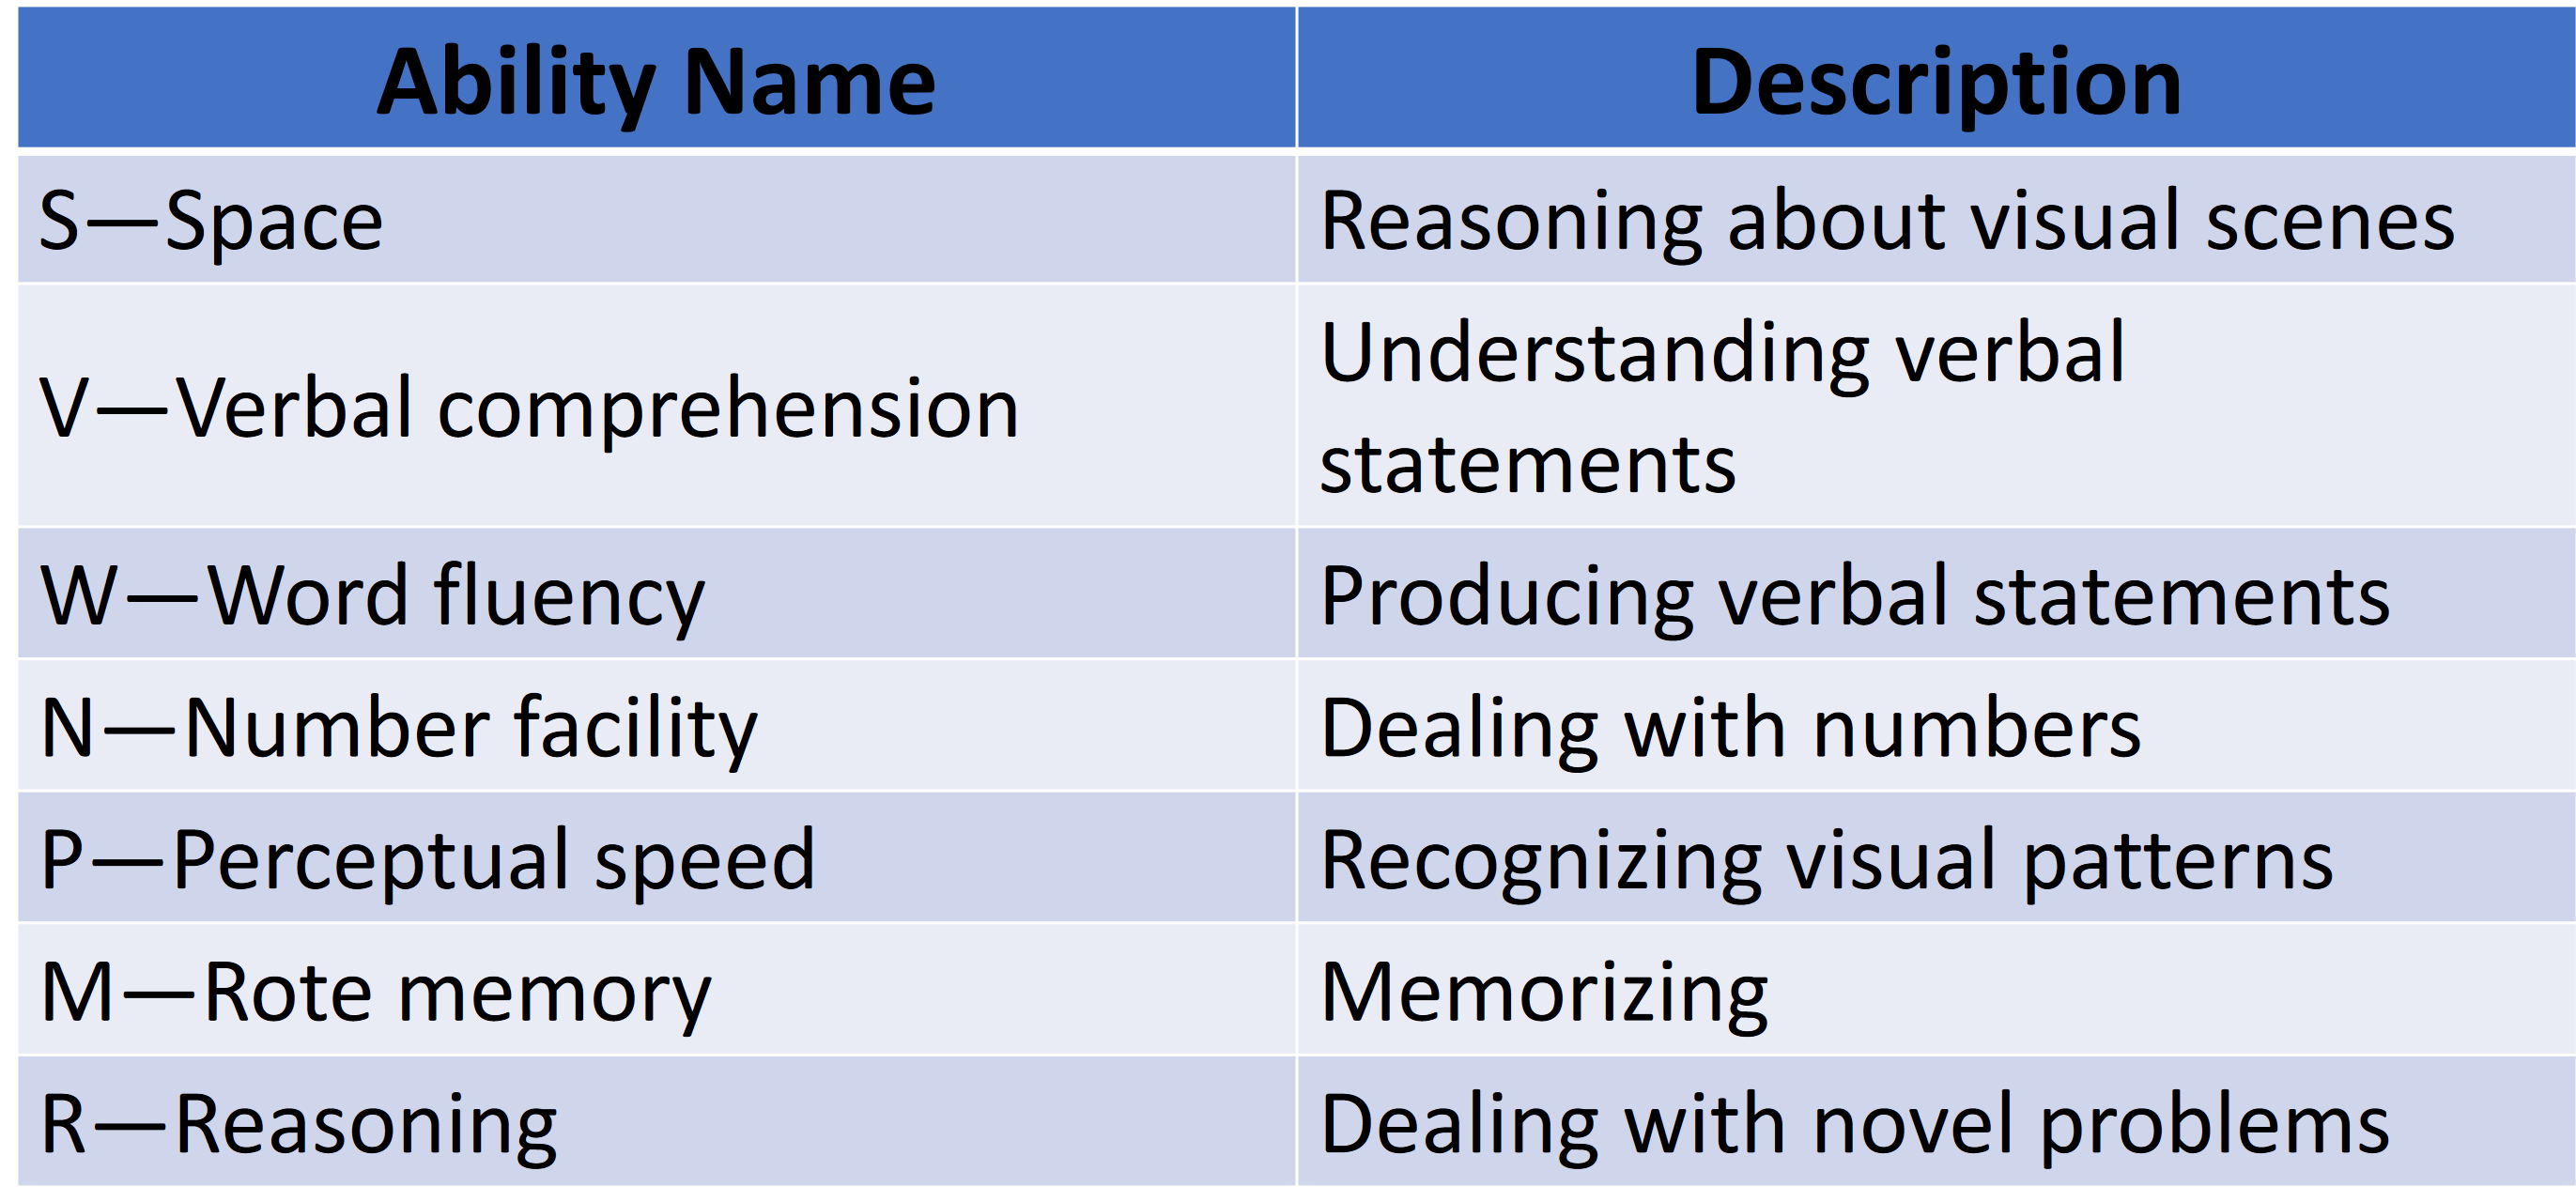 Ability Name
Description
S—Space
Reasoning about visual scenes
V—Verbal comprehension
Understanding verbal
statements
W—Word fluency
Producing verbal statements
N—Number facility
Dealing with numbers
P—Perceptual speed
Recognizing visual patterns
M—Rote memory
Memorizing
R—Reasoning
Dealing with novel problems